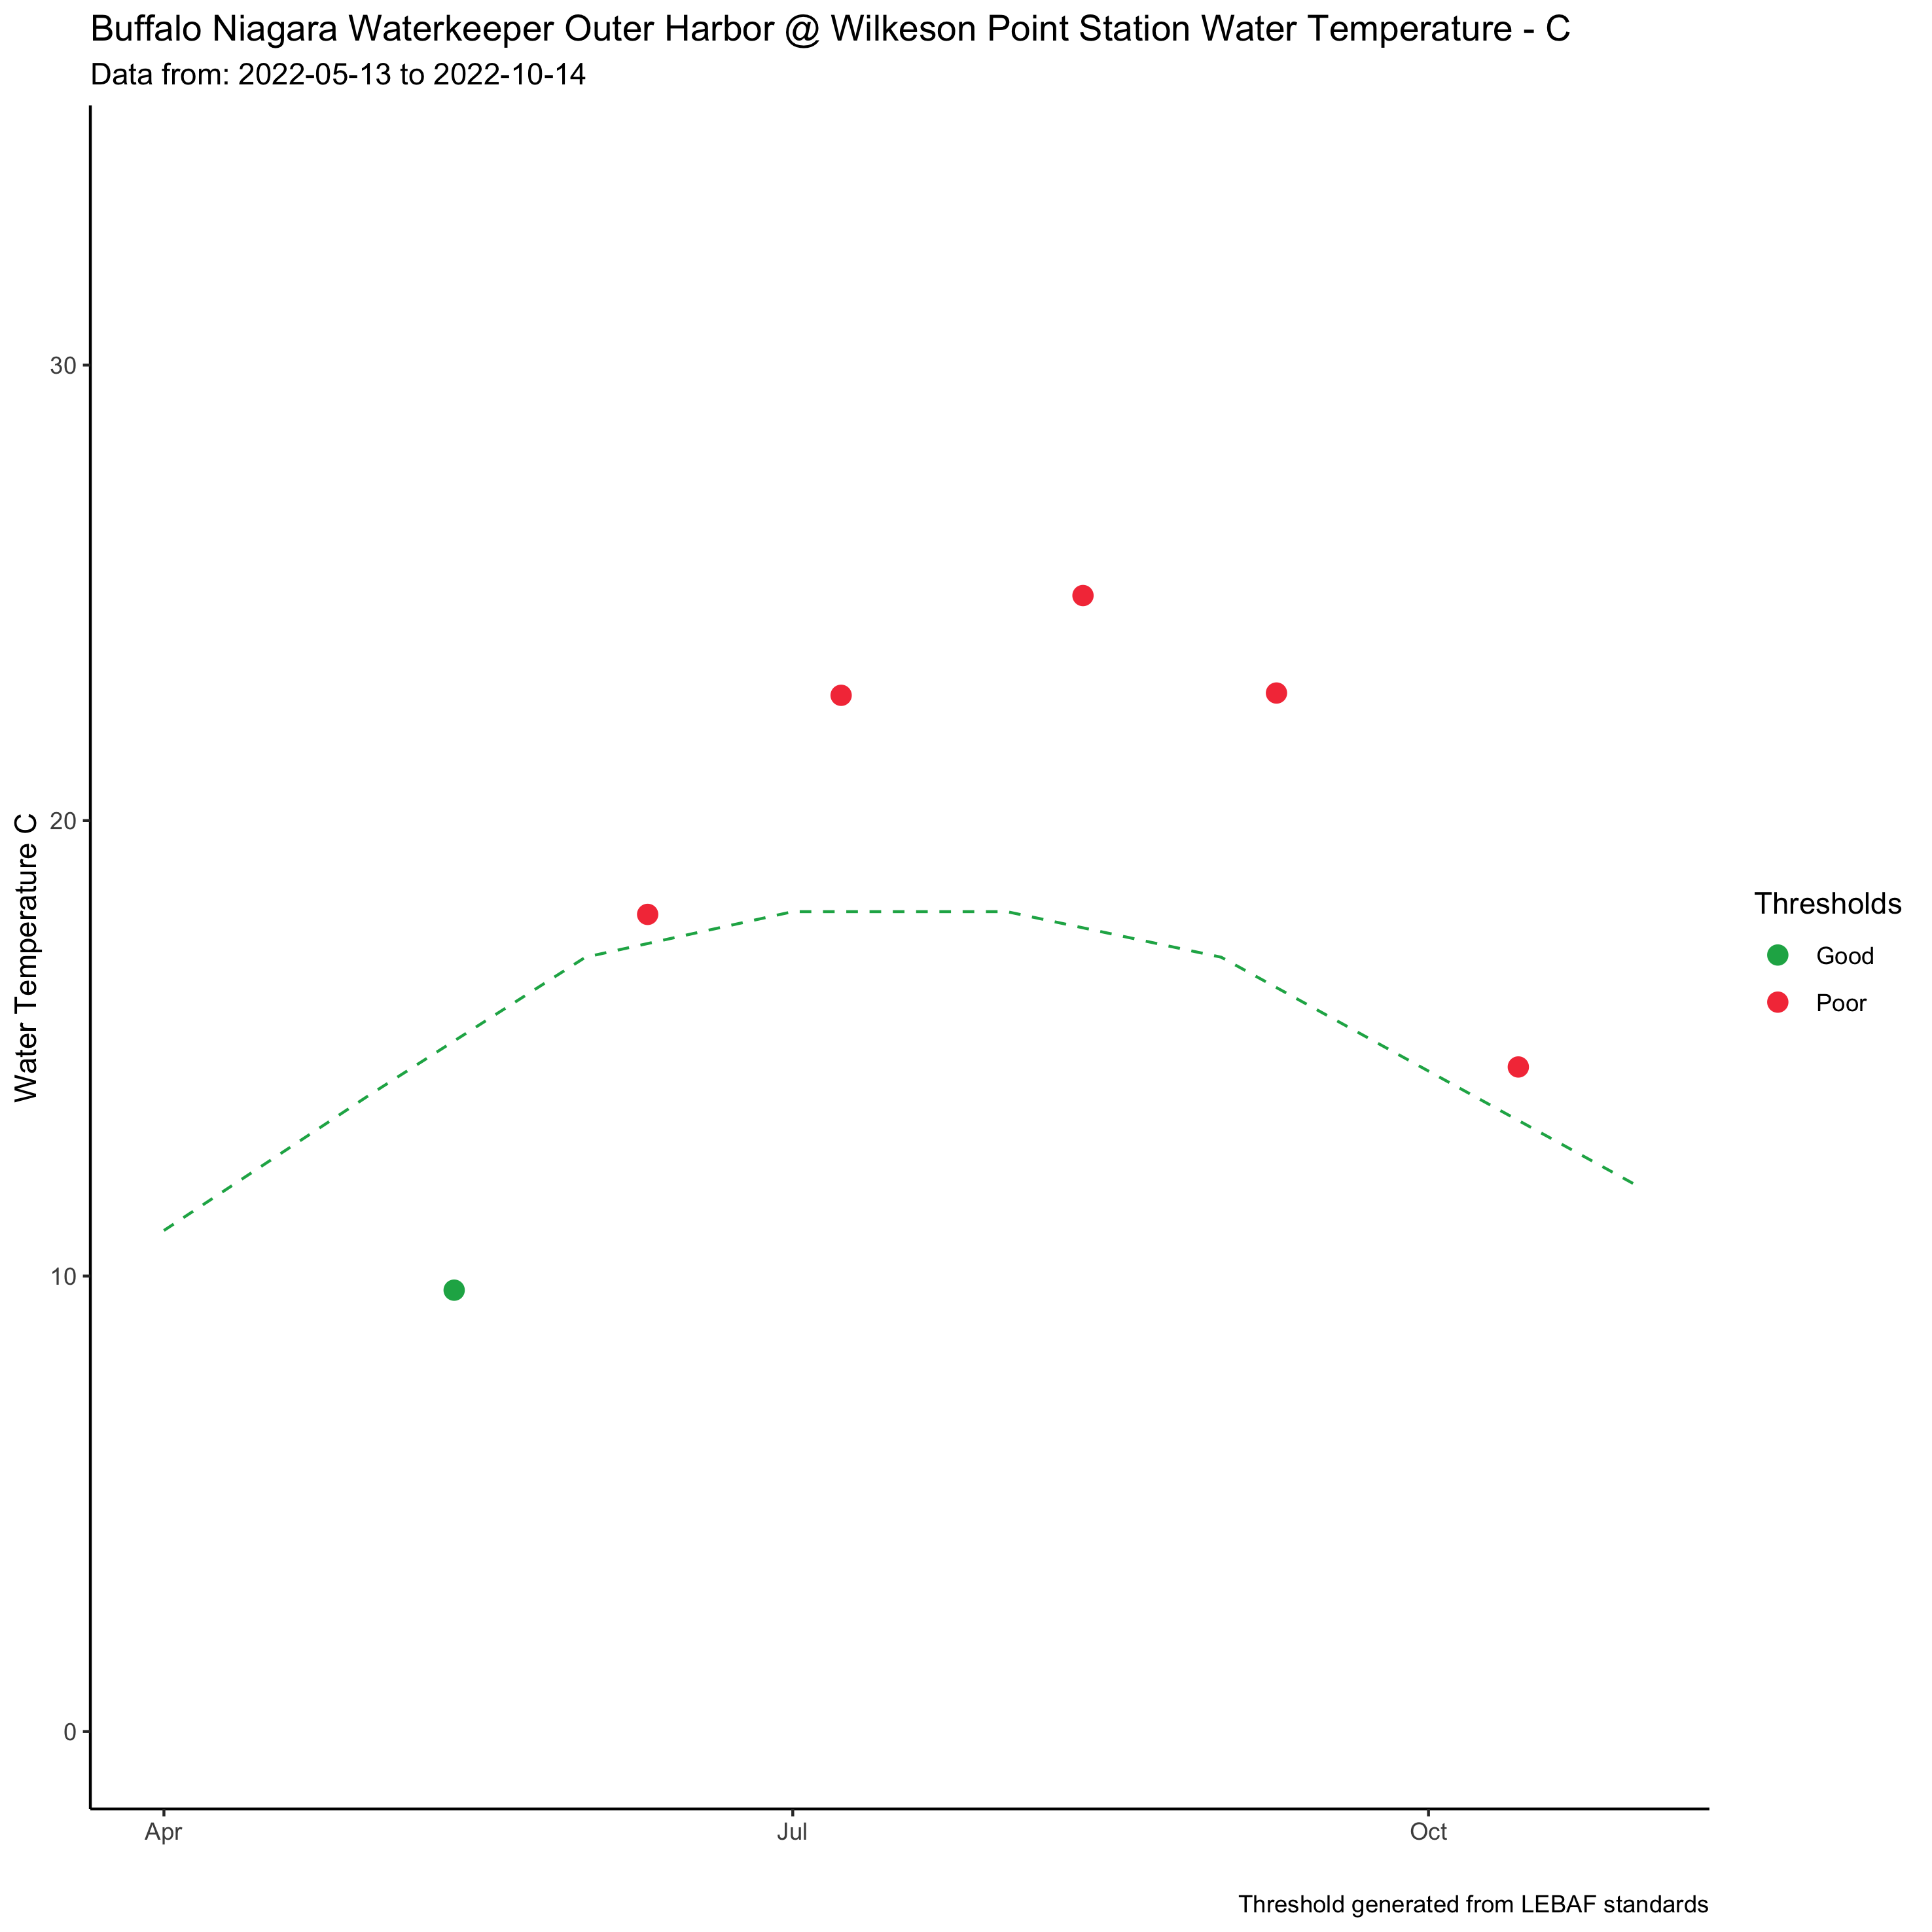 Buffalo Niagara Waterkeeper Outer Harbor @ Wilkeson Point Station Water Temperature - C
Data from: 2022-05-13 to 2022-10-14
Water Temperature C
30
20
10
0
Apr
Jul
Oct
Thresholds
Good
Poor
Threshold generated from LEBAF standards